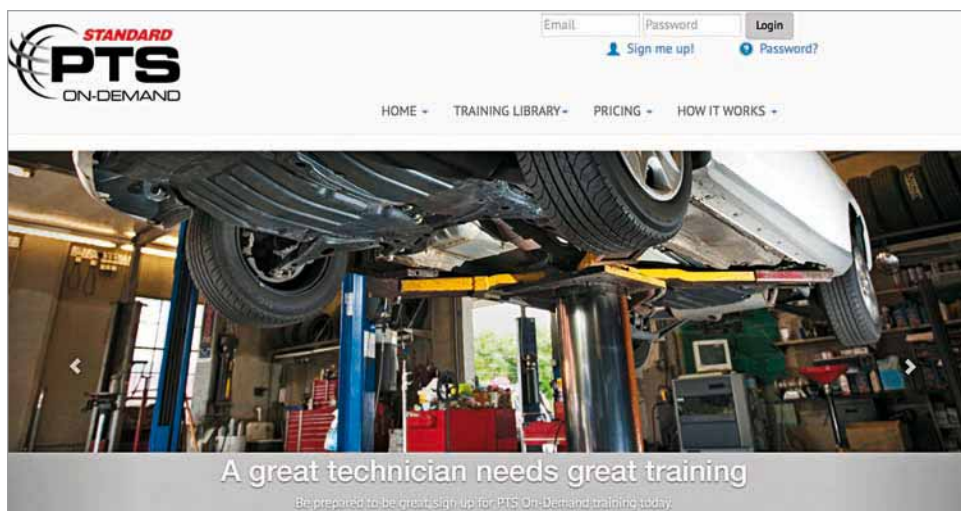 STANDARD
PTS
ON-DEMAND
Email Password Login
Sign me up! Password?
HOME TRAINING LIBRARY PRICING HOW IT WORKS
A great technician needs great training
Be prepared to be great, sign up for PTS On-Demand training today.